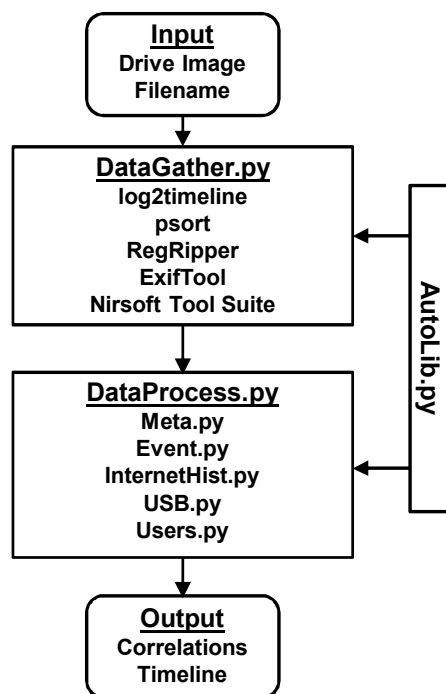 Input
Drive Image
Filename
DataGather.py
log2timeline
psort
RegRipper
ExifTool
Nirsoft Tool Suite
AutoLib.py
DataProcess.py
Meta.py
Event.py
InternetHist.py
USB.py
Users.py
Output
Correlations
Timeline